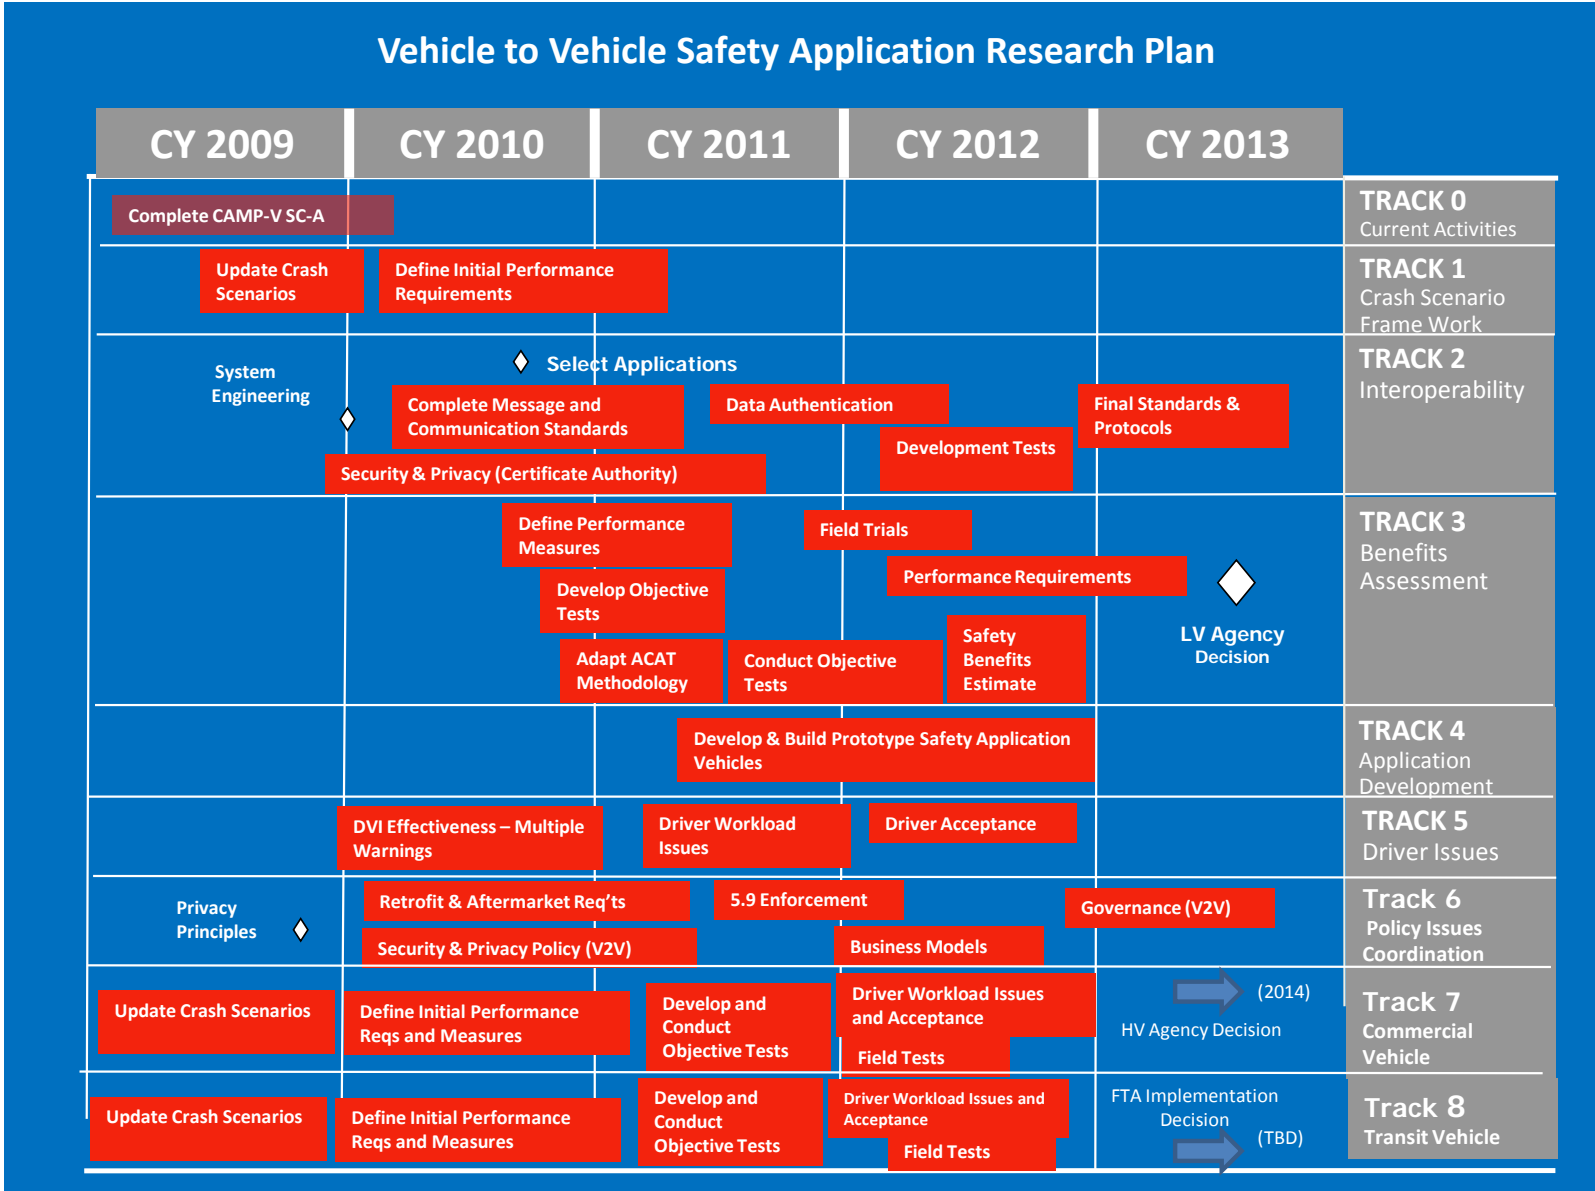 Vehicle to Vehicle Safety Application Research Plan
CY 2009
CY 2010
CY 2011
CY 2012
CY 2013
Complete CAMP-V SC-A
TRACK 0
Current Activities
Update Crash
Scenarios
Define Initial Performance
Requirements
TRACK 1
Crash Scenario
Frame Work
System
Engineering
Select Applications
Complete Message and
Communication Standards
Security & Privacy (Certificate Authority)
Data Authentication
Development Tests
Final Standards &
Protocols
TRACK 2
Interoperability
Define Performance
Measures
Develop Objective
Tests
Adapt ACAT
Methodology
Field Trials
Performance Requirements
Conduct Objective
Tests
Safety
Benefits
Estimate
LV Agency
Decision
TRACK 3
Benefits
Assessment
Develop & Build Prototype Safety Application
Vehicles
TRACK 4
Application
Development
DVI Effectiveness – Multiple
Warnings
Driver Workload
Issues
Driver Acceptance
TRACK 5
Driver Issues
Privacy
Principles
Retrofit & Aftermarket Req'ts
Security & Privacy Policy (V2V)
5.9 Enforcement
Business Models
Governance (V2V)
Track 6
Policy Issues
Coordination
Update Crash Scenarios
Define Initial Performance
Reqs and Measures
Develop and
Conduct
Objective Tests
Driver Workload Issues
and Acceptance
Field Tests
(2014)
HV Agency Decision
Track 7
Commercial
Vehicle
Update Crash Scenarios
Define Initial Performance
Reqs and Measures
Develop and
Conduct
Objective Tests
Driver Workload Issues and
Acceptance
Field Tests
FTA Implementation
Decision
(TBD)
Track 8
Transit Vehicle